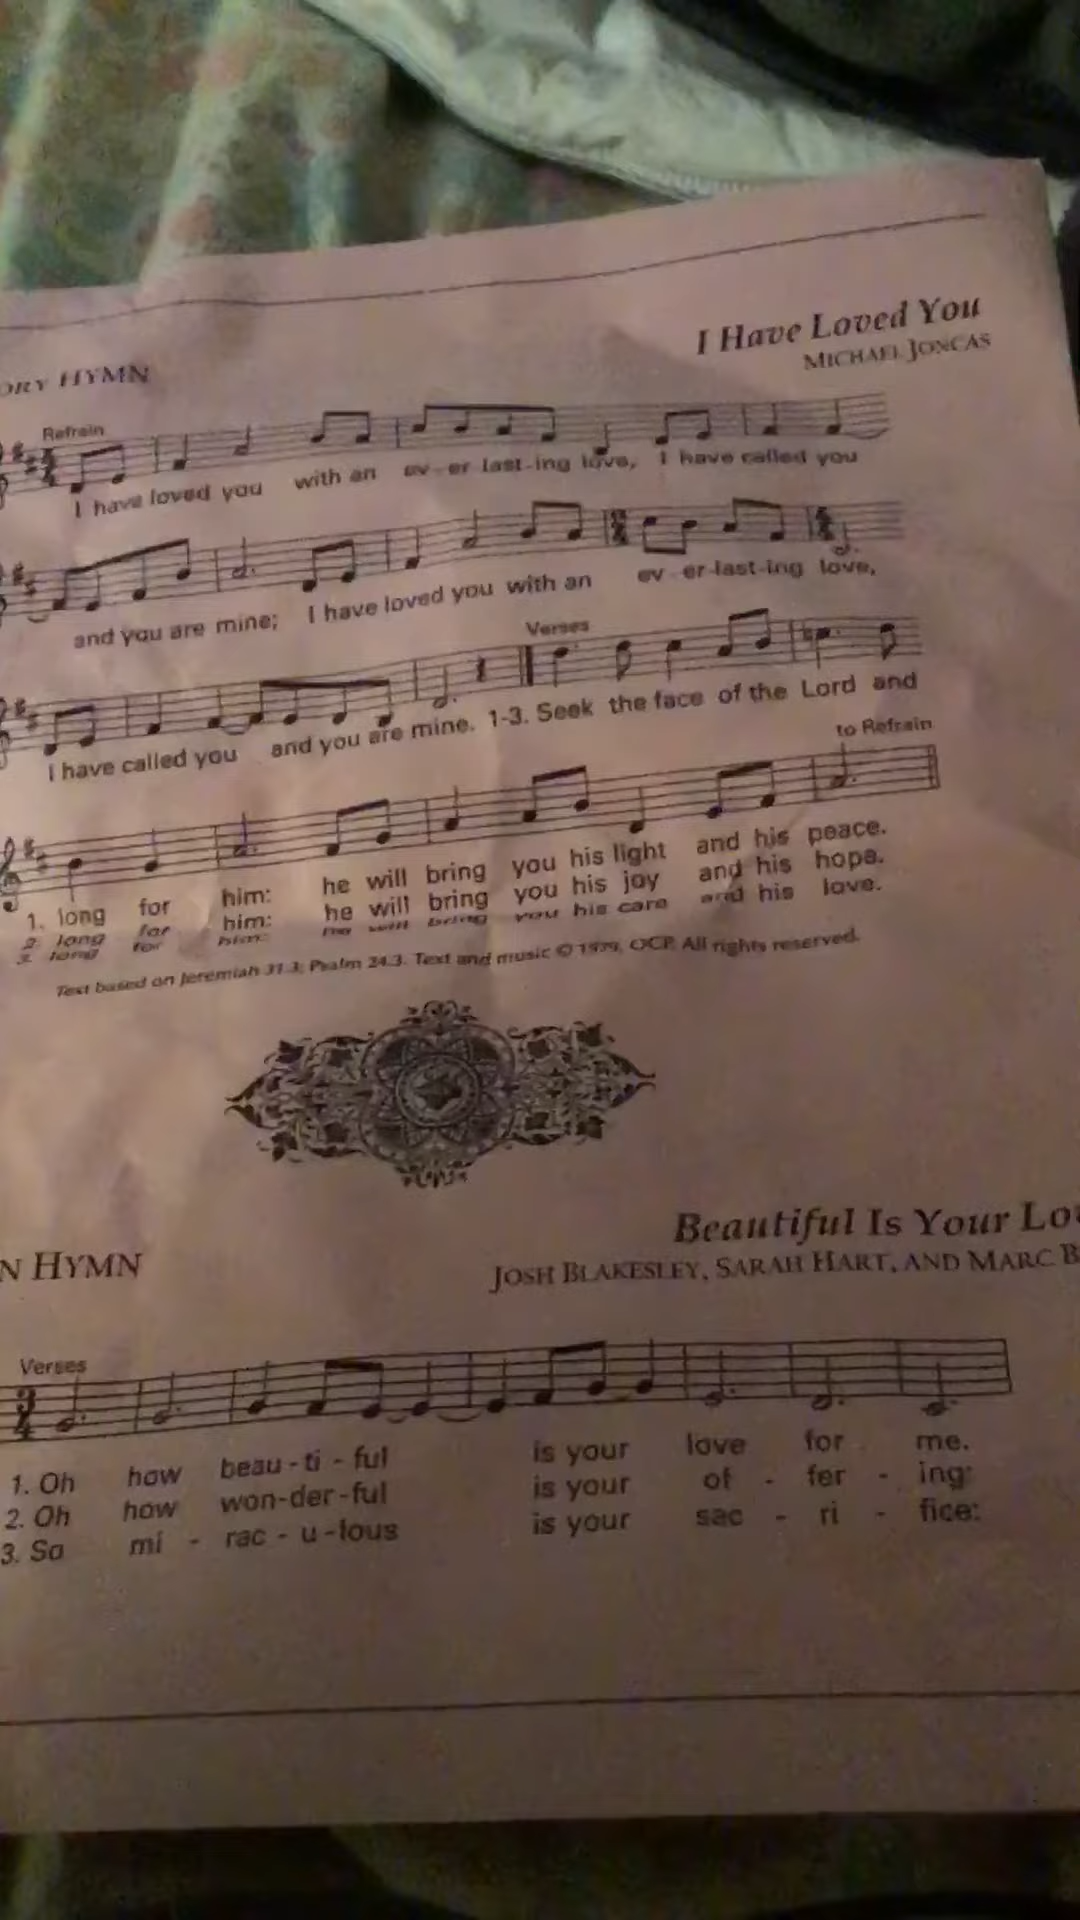 ORY HYMN
I Have Loved You
MICHAEL JONCAS
Refrain
I have loved you with an ev-er last-ing love, I have called you
and you are mine; I have loved you with an ev-er-last-ing love,
Verses
I have called you and you are mine. 1-3. Seek the face of the Lord and
to Refrain
1. long for him: he will bring you his light and his peace.
2. long for him: he will bring you his joy and his hope.
3. long for him: he will bring you his care and his love.
Text based on Jeremiah 31:3; Psalm 24:3. Text and music © 1979, OCP. All rights reserved.
N HYMN
Beautiful Is Your Lo
JOSH BLAKESLEY, SARAH HART, AND MARC B
Verses
3
4
1. Oh how beau - ti - ful is your love for me.
2. Oh how won-der-ful is your of - fer - ing:
3. So mi - rac - u-lous is your sac - ri - fice: